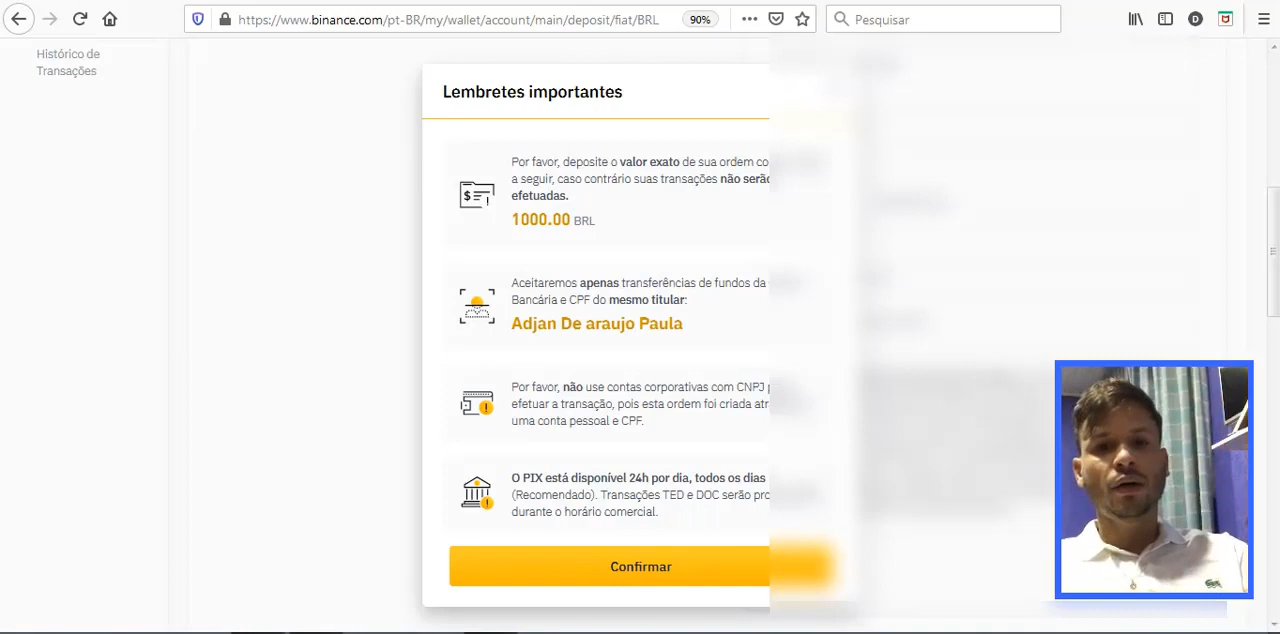 https://www.binance.com/pt-BR/my/wallet/account/main/deposit/fiat/BRL
90%
Pesquisar
Histórico de
Transações
Lembretes importantes
Por favor, deposite o valor exato de sua ordem
a seguir, caso contrário suas transações não
efetuadas.
1000.00 BRL
Aceitaremos apenas transferências de fundos da
Bancária e CPF do mesmo titular:
Adjan De araujo Paula
Por favor, não use contas corporativas com CNPJ
efetuar a transação, pois esta ordem foi criada
uma conta pessoal e CPF.
O PIX está disponível 24h por dia, todos os dias
(Recomendado). Transações TED e DOC serão
durante o horário comercial.
Confirmar